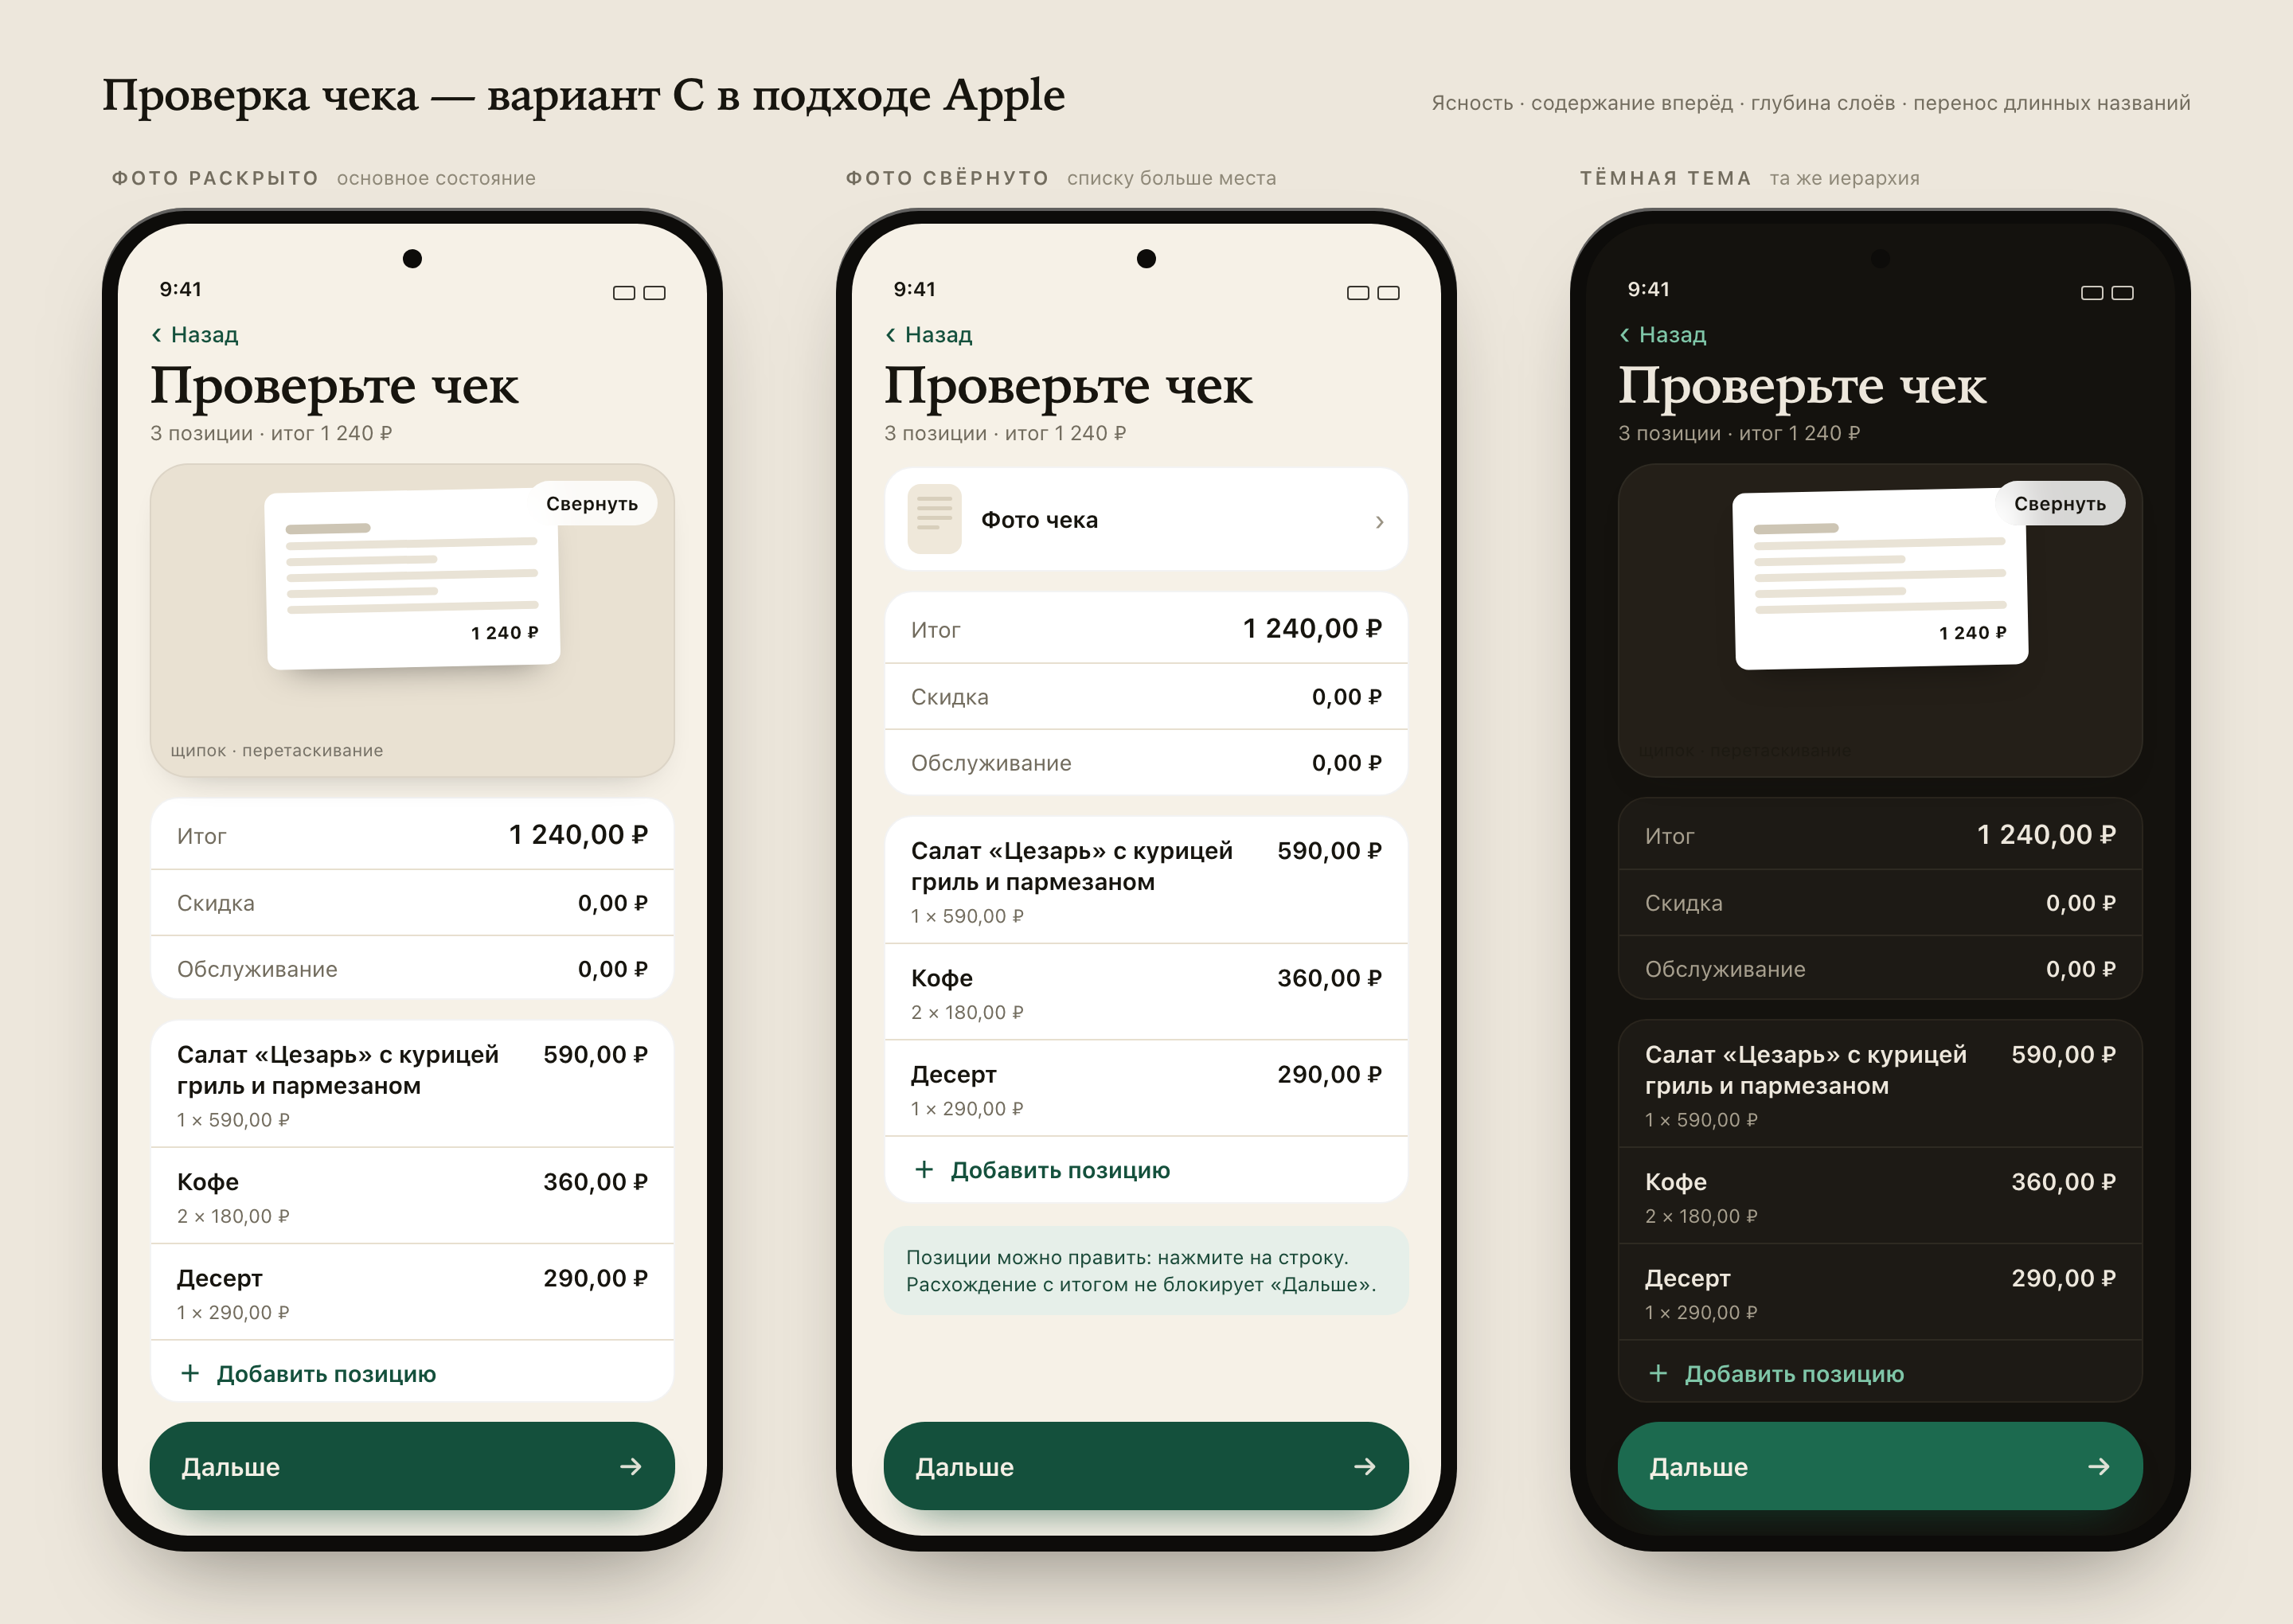 Проверка чека — вариант C в подходе Apple
Ясность · содержание вперёд · глубина слоёв · перенос длинных названий
ФОТО РАСКРЫТО основное состояние
9:41
‹ Назад
Проверьте чек
3 позиции · итог 1 240 ₽
Свернуть
1 240 ₽
щипок · перетаскивание
Итог 1 240,00 ₽
Скидка 0,00 ₽
Обслуживание 0,00 ₽
Салат «Цезарь» с курицей 590,00 ₽
гриль и пармезаном
1 × 590,00 ₽
Кофе 360,00 ₽
2 × 180,00 ₽
Десерт 290,00 ₽
1 × 290,00 ₽
+ Добавить позицию
Дальше →
ФОТО СВЁРНУТО списку больше места
9:41
‹ Назад
Проверьте чек
3 позиции · итог 1 240 ₽
Фото чека ›
Итог 1 240,00 ₽
Скидка 0,00 ₽
Обслуживание 0,00 ₽
Салат «Цезарь» с курицей 590,00 ₽
гриль и пармезаном
1 × 590,00 ₽
Кофе 360,00 ₽
2 × 180,00 ₽
Десерт 290,00 ₽
1 × 290,00 ₽
+ Добавить позицию
Позиции можно править: нажмите на строку.
Расхождение с итогом не блокирует «Дальше».
Дальше →
ТЁМНАЯ ТЕМА та же иерархия
9:41
‹ Назад
Проверьте чек
3 позиции · итог 1 240 ₽
Свернуть
1 240 ₽
щипок · перетаскивание
Итог 1 240,00 ₽
Скидка 0,00 ₽
Обслуживание 0,00 ₽
Салат «Цезарь» с курицей 590,00 ₽
гриль и пармезаном
1 × 590,00 ₽
Кофе 360,00 ₽
2 × 180,00 ₽
Десерт 290,00 ₽
1 × 290,00 ₽
+ Добавить позицию
Дальше →